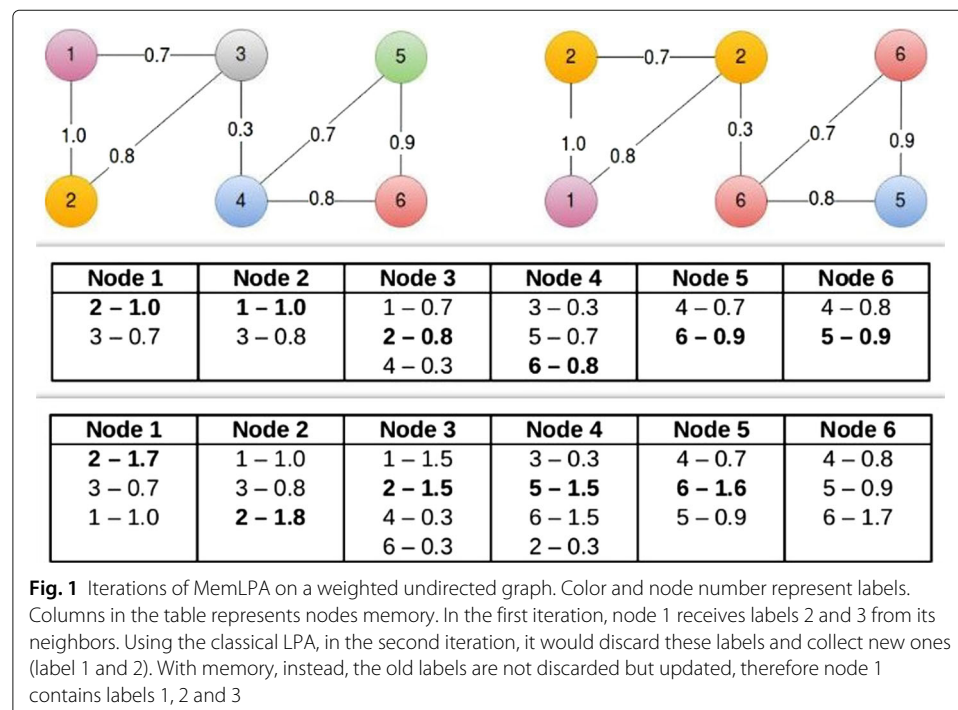 1 0.7 3 5 2 0.7 2 6
1.0 0.8 0.3 0.7 0.9 1.0 0.8 0.3 0.7 0.9
2 4 0.8 6 1 6 0.8 5
Node 1 Node 2 Node 3 Node 4 Node 5 Node 6
2 – 1.0 1 – 1.0 1 – 0.7 3 – 0.3 4 – 0.7 4 – 0.8
3 – 0.7 3 – 0.8 2 – 0.8 5 – 0.7 6 – 0.9 5 – 0.9
4 – 0.3 6 – 0.8
Node 1 Node 2 Node 3 Node 4 Node 5 Node 6
2 – 1.7 1 – 1.0 1 – 1.5 3 – 0.3 4 – 0.7 4 – 0.8
3 – 0.7 3 – 0.8 2 – 1.5 5 – 1.5 6 – 1.6 5 – 0.9
1 – 1.0 2 – 1.8 4 – 0.3 6 – 1.5 5 – 0.9 6 – 1.7
6 – 0.3 2 – 0.3
Fig. 1 Iterations of MemLPA on a weighted undirected graph. Color and node number represent labels.
Columns in the table represents nodes memory. In the first iteration, node 1 receives labels 2 and 3 from its
neighbors. Using the classical LPA, in the second iteration, it would discard these labels and collect new ones
(label 1 and 2). With memory, instead, the old labels are not discarded but updated, therefore node 1
contains labels 1, 2 and 3